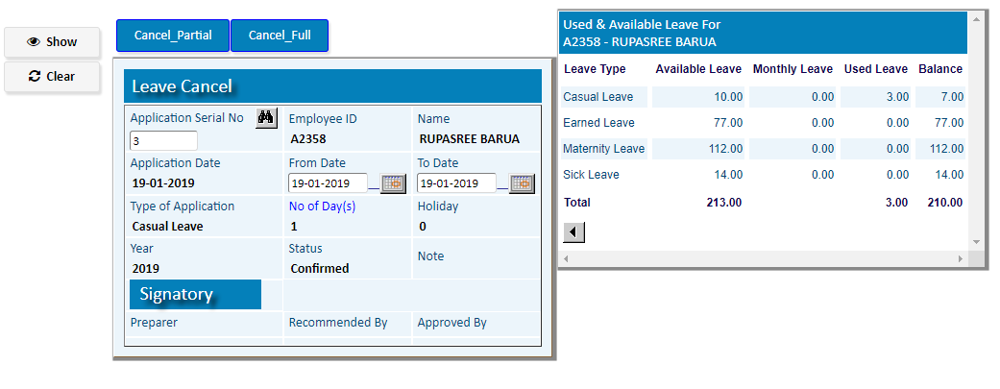 Show
Clear
Cancel_Partial Cancel_Full
Leave Cancel
Application Serial No Employee ID Name
3 A2358 RUPASREE BARUA
Application Date From Date To Date
19-01-2019 19-01-2019 19-01-2019
Type of Application No of Day(s) Holiday
Casual Leave 1 0
Year Status Note
2019 Confirmed
Signatory
Preparer Recommended By Approved By
Used & Available Leave For
A2358 - RUPASREE BARUA
Leave Type Available Leave Monthly Leave Used Leave Balance
Casual Leave 10.00 0.00 3.00 7.00
Earned Leave 77.00 0.00 0.00 77.00
Maternity Leave 112.00 0.00 0.00 112.00
Sick Leave 14.00 0.00 0.00 14.00
Total 213.00 3.00 210.00